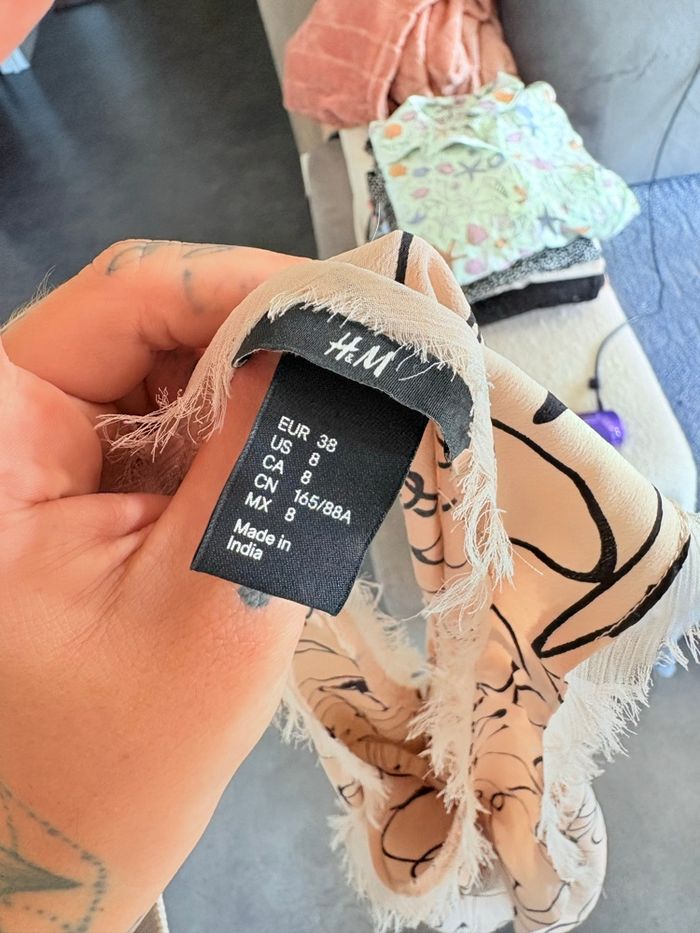 H&M
EUR 38
US 8
CA 8
CN 165/88A
MX 8
Made in
India